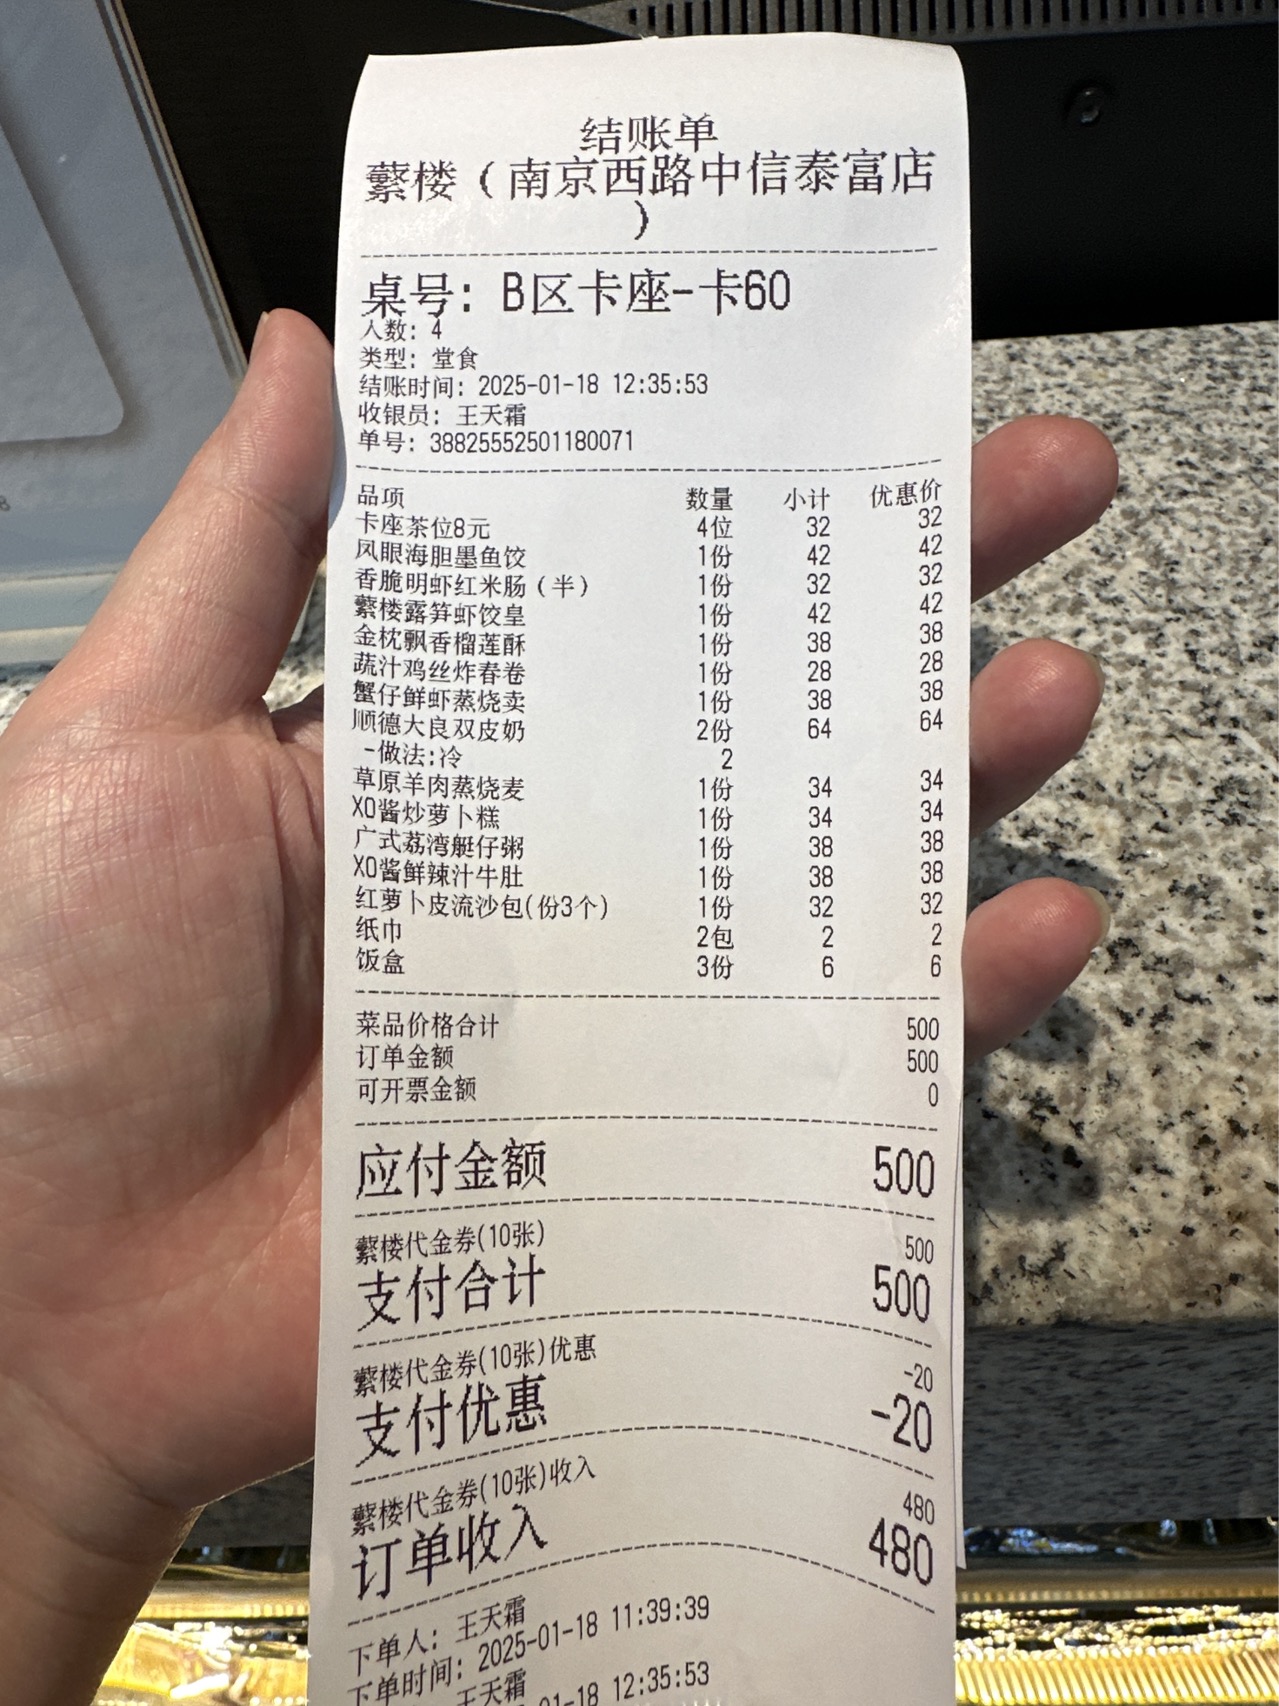 结账单
蘩楼（南京西路中信泰富店
）
桌号: B区卡座-卡60
人数: 4
类型: 堂食
结账时间: 2025-01-18 12:35:53
收银员: 王天霜
单号: 38825552501180071
品项 数量 小计 优惠价
卡座茶位8元 4位 32 32
凤眼海胆墨鱼饺 1份 42 42
香脆明虾红米肠（半） 1份 32 32
蘩楼露笋虾饺皇 1份 42 42
金枕飘香榴莲酥 1份 38 38
蔬汁鸡丝炸春卷 1份 28 28
蟹仔鲜虾蒸烧卖 1份 38 38
顺德大良双皮奶 2份 64 64
-做法:冷 2
草原羊肉蒸烧麦 1份 34 34
XO酱炒萝卜糕 1份 34 34
广式荔湾艇仔粥 1份 38 38
XO酱鲜辣汁牛肚 1份 38 38
红萝卜皮流沙包(份3个) 1份 32 32
纸巾 2包 2 2
饭盒 3份 6 6
菜品价格合计 500
订单金额 500
可开票金额 0
应付金额 500
蘩楼代金券(10张) 500
支付合计 500
蘩楼代金券(10张)优惠 -20
支付优惠 -20
蘩楼代金券(10张)收入 480
订单收入 480
下单人: 王天霜
下单时间: 2025-01-18 11:39:39
王天霜
01-18 12:35:53